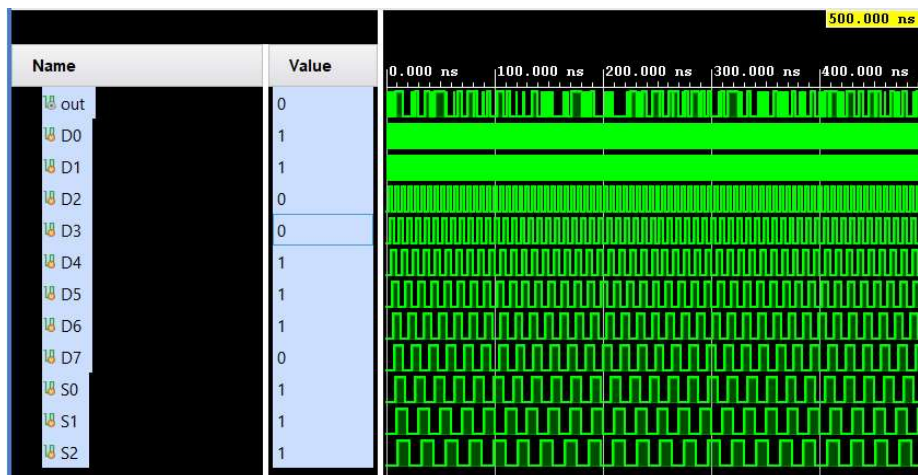 500.000 ns
Name Value
0.000 ns 100.000 ns 200.000 ns 300.000 ns 400.000 ns
out 0
D0 1
D1 1
D2 0
D3 0
D4 1
D5 1
D6 1
D7 0
S0 1
S1 1
S2 1